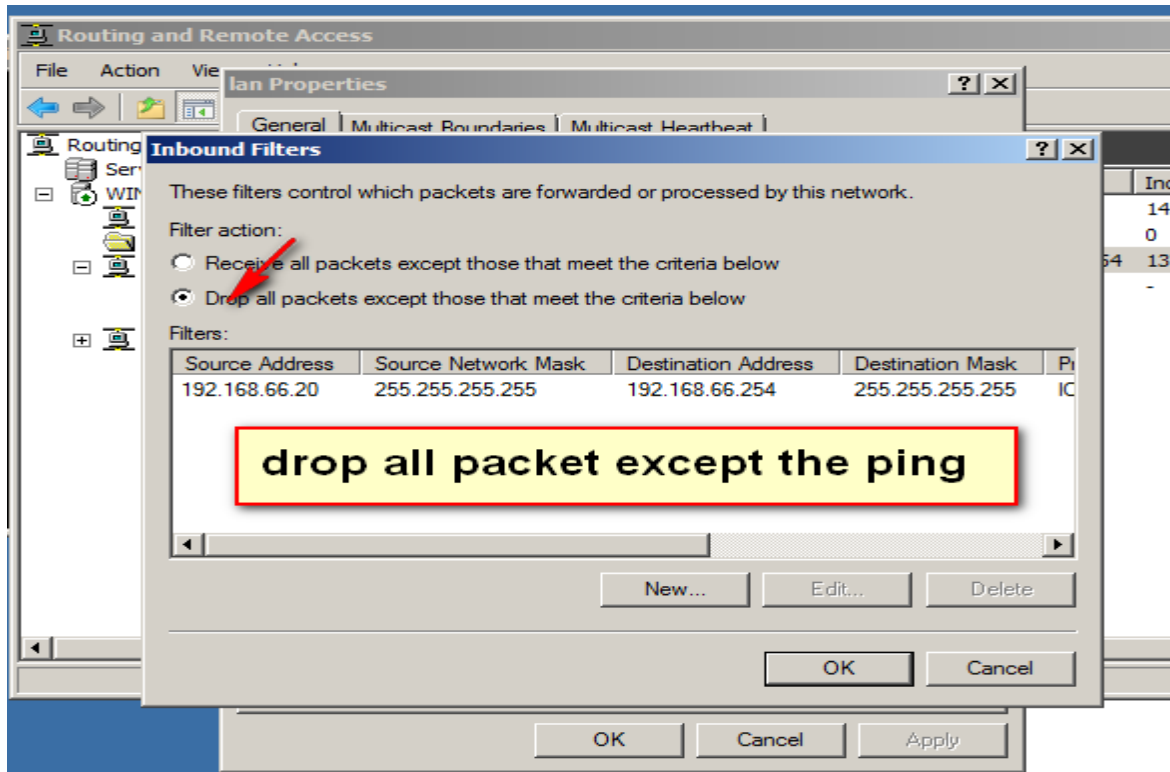 Routing and Remote Access
File Action
lan Properties
General Multicast Boundaries Multicast Heartbeat
Routing
Inbound Filters
These filters control which packets are forwarded or processed by this network.
Filter action:
Receive all packets except those that meet the criteria below
14
0
54 13
-
Drop all packets except those that meet the criteria below
Filters:
Source Address Source Network Mask Destination Address Destination Mask
192.168.66.20 255.255.255.255 192.168.66.254 255.255.255.255
drop all packet except the ping
New... Edit... Delete
OK Cancel
OK Cancel Apply